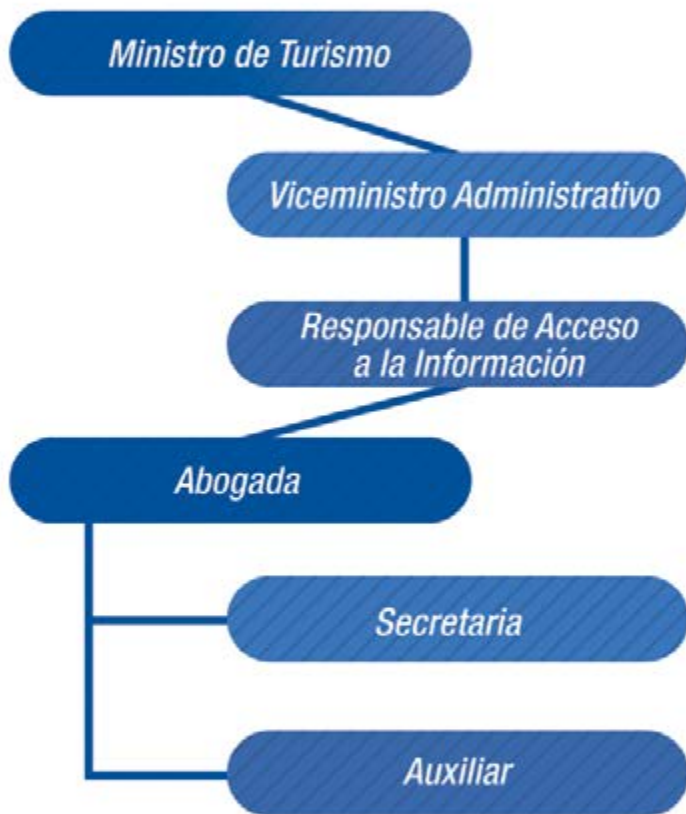 Ministro de Turismo
Viceministro Administrativo
Responsable de Acceso
a la Información
Abogada
Secretaria
Auxiliar